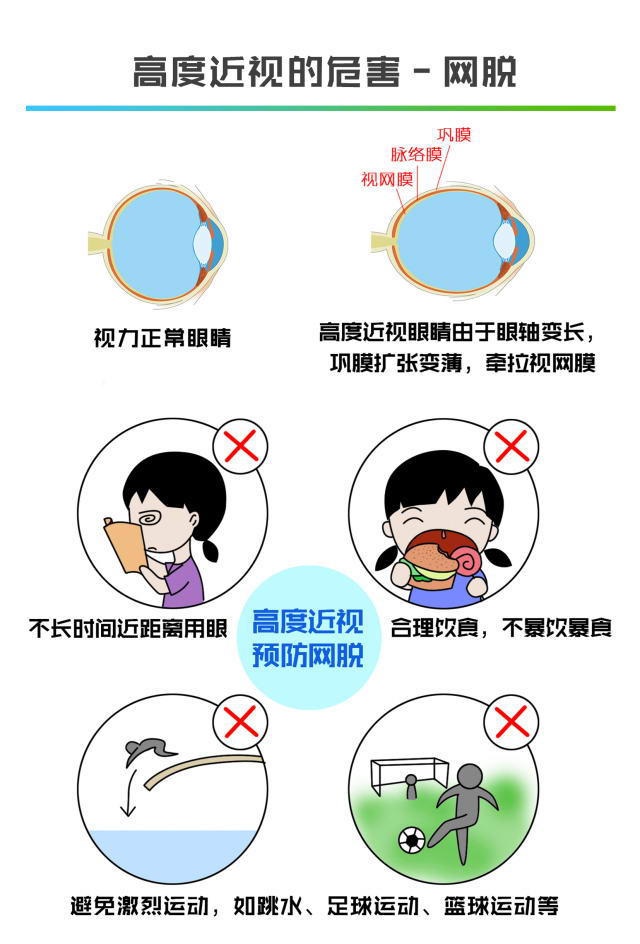 高度近视的危害－网脱
巩膜
脉络膜
视网膜
视力正常眼睛
高度近视眼睛由于眼轴变长，
巩膜扩张变薄，牵拉视网膜
不长时间近距离用眼
高度近视
预防网脱
合理饮食，不暴饮暴食
避免激烈运动，如跳水、足球运动、篮球运动等